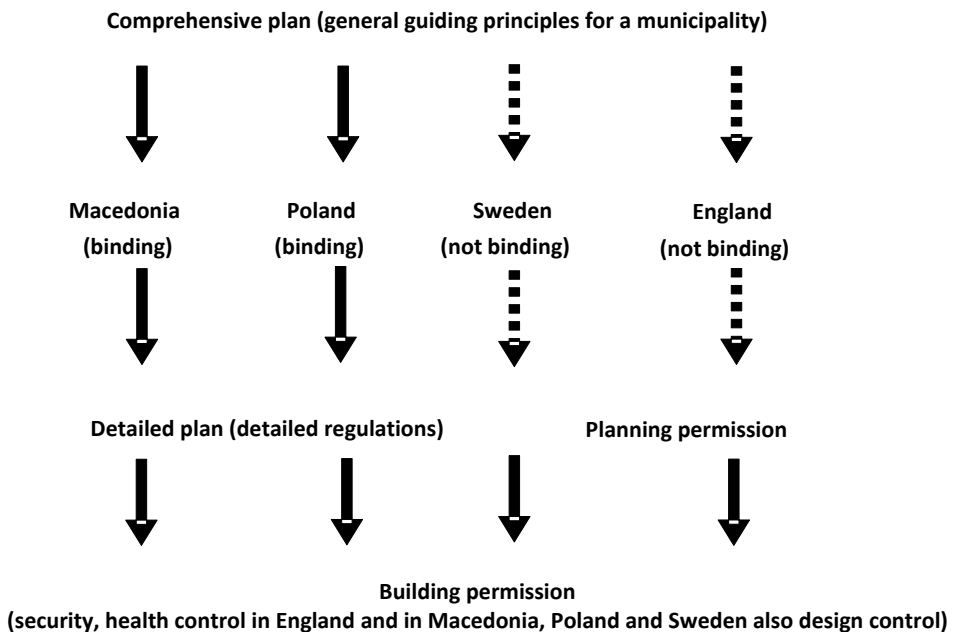 Comprehensive plan (general guiding principles for a municipality)
Macedonia Poland Sweden England
(binding) (binding) (not binding) (not binding)
Detailed plan (detailed regulations) Planning permission
Building permission
(security, health control in England and in Macedonia, Poland and Sweden also design control)